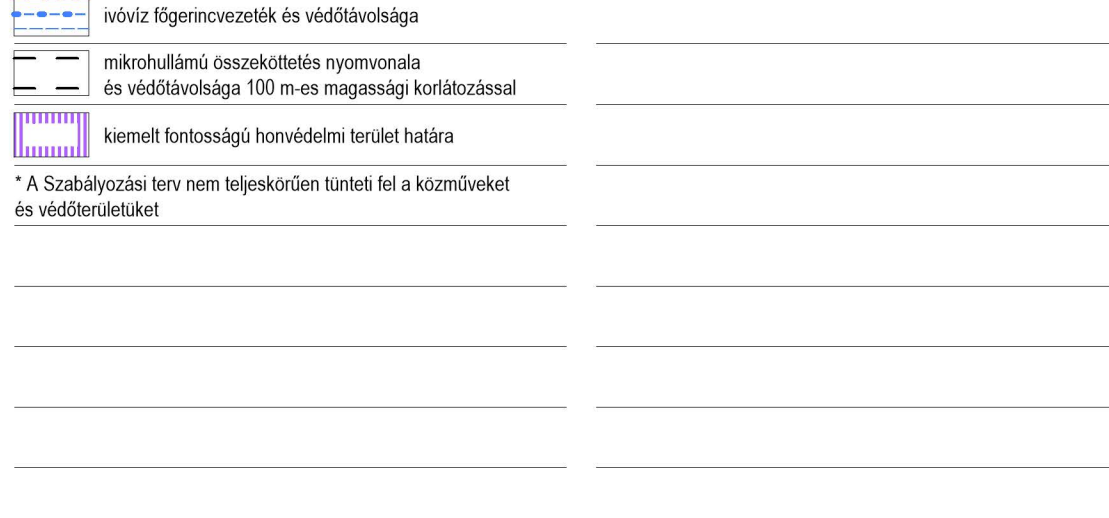 ivóvíz főgerincvezeték és védőtávolsága
mikrohullámú összeköttetés nyomvonala
és védőtávolsága 100 m-es magassági korlátozással
kiemelt fontosságú honvédelmi terület határa
* A Szabályozási terv nem teljeskörűen tünteti fel a közműveket
és védőterületüket